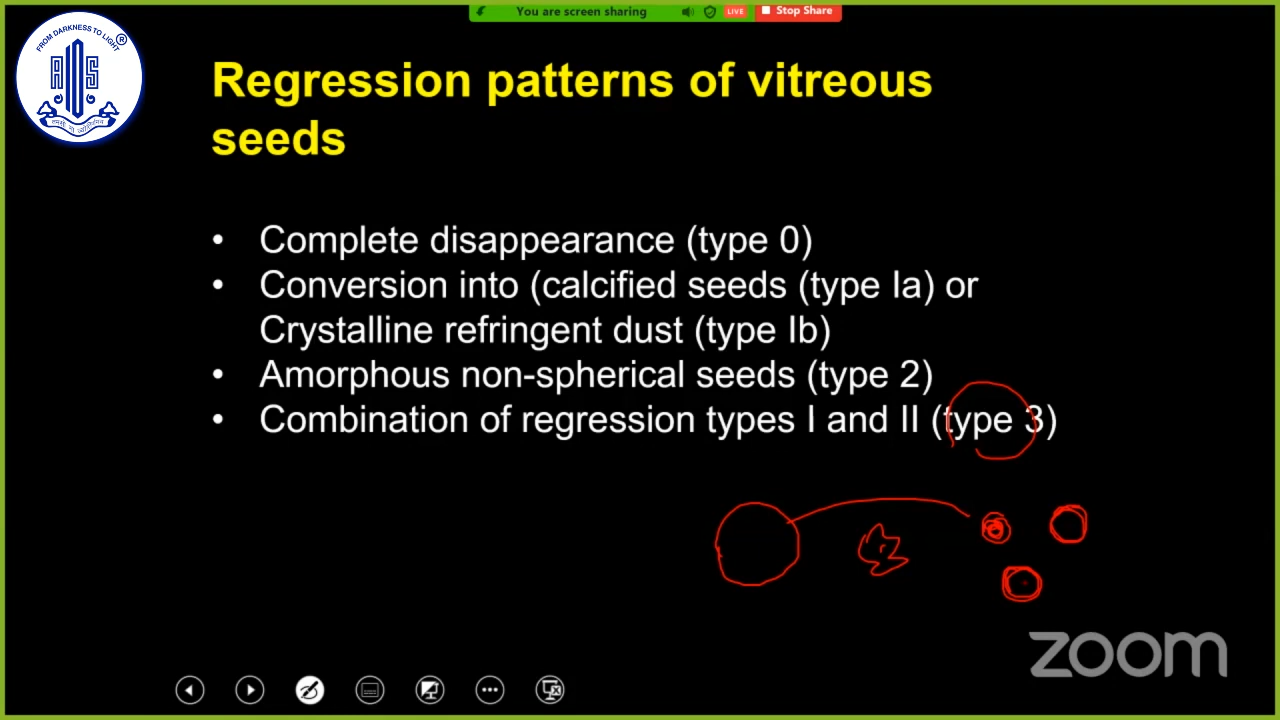 You are screen sharing
LIVE
Stop Share
FROM DARKNESS TO LIGHT
®
AIOS
Regression patterns of vitreous
seeds
• Complete disappearance (type 0)
• Conversion into (calcified seeds (type Ia) or
Crystalline refringent dust (type Ib)
• Amorphous non-spherical seeds (type 2)
• Combination of regression types I and II (type 3)
zoom